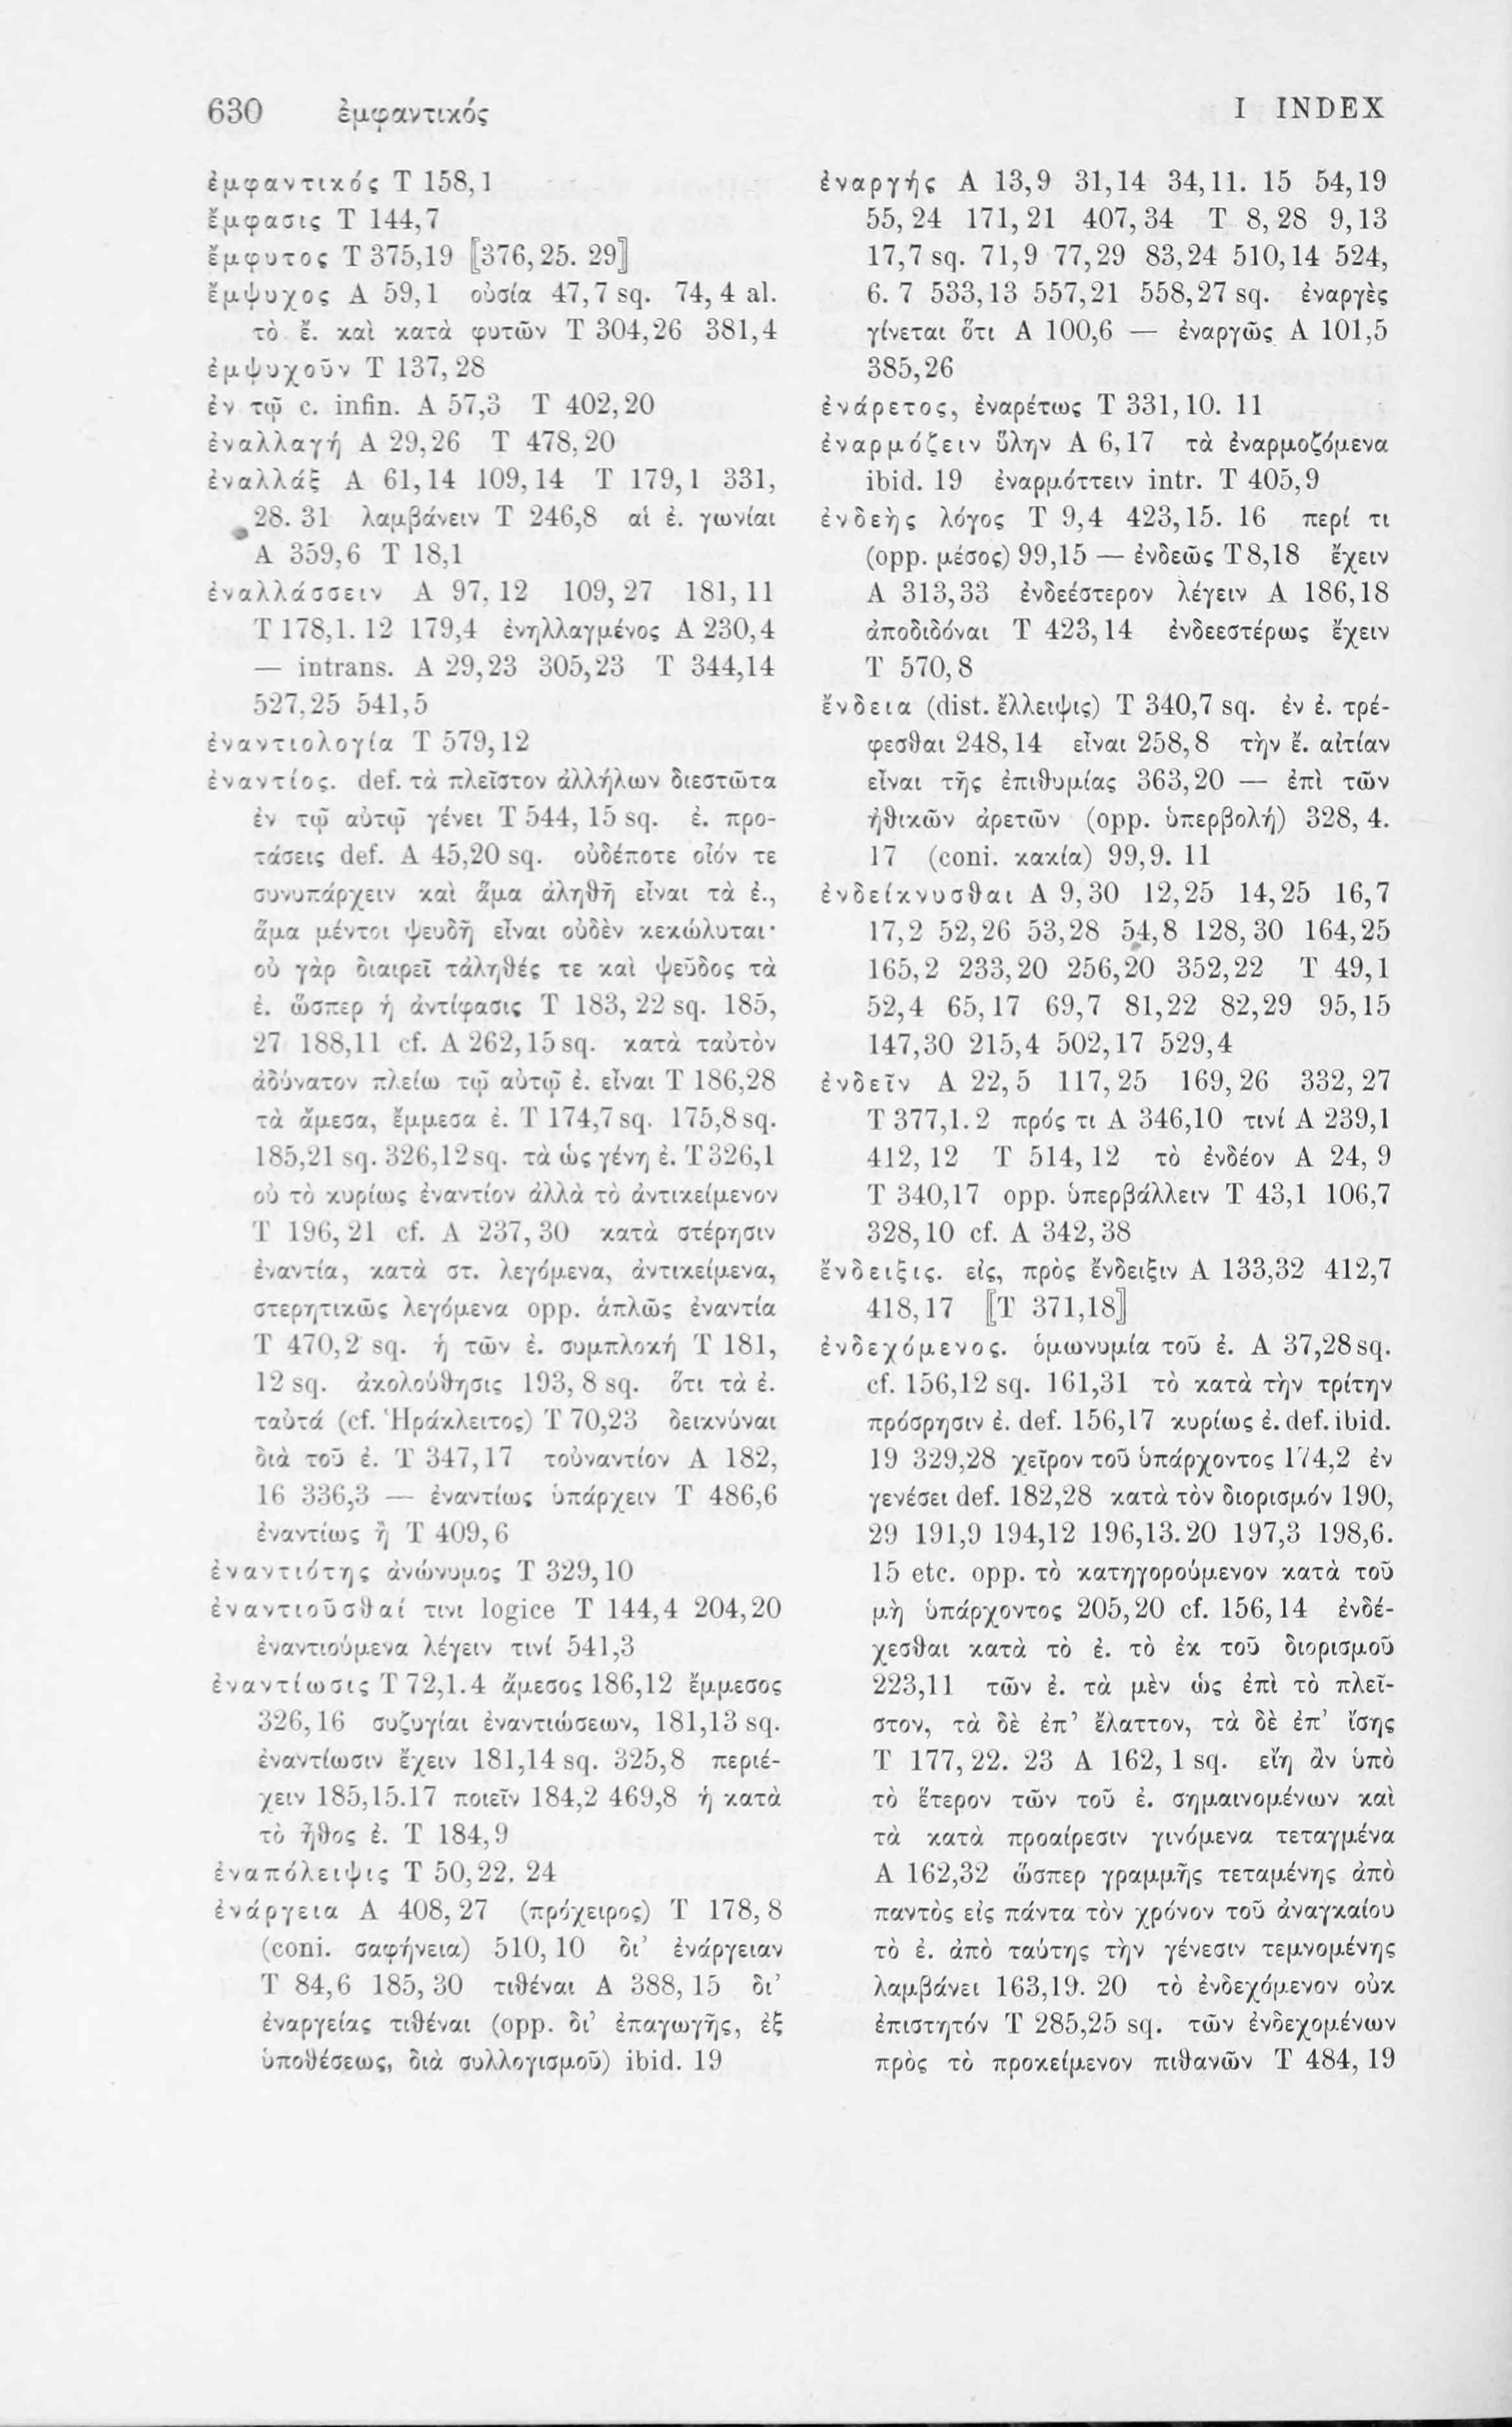 630 ἐμφαντικός
I INDEX
ἐμφαντικός T 158,1
ἔμφασις T 144,7
ἔμφυτος T 375,19 ⟦376,25. 29⟧
ἔμψυχος A 59,1 οὐσία 47,7 sq. 74,4 al.
τὸ ἔ. καὶ κατὰ φυτῶν T 304,26 381,4
ἐμψυχοῦν T 137,28
ἐν τῷ c. infin. A 57,3 T 402,20
ἐναλλαγή A 29,26 T 478,20
ἐναλλάξ A 61,14 109,14 T 179,1 331,
28. 31 λαμβάνειν T 246,8 αἱ ἐ. γωνίαι
A 359,6 T 18,1
ἐναλλάσσειν A 97,12 109,27 181,11
T 178,1. 12 179,4 ἐνηλλαγμένος A 230,4
— intrans. A 29,23 305,23 T 344,14
527,25 541,5
ἐναντιολογία T 579,12
ἐναντίος. def. τὰ πλεῖστον ἀλλήλων διεστῶτα
ἐν τῷ αὐτῷ γένει T 544,15 sq. ἐ. προ-
τάσεις def. A 45,20 sq. οὐδέποτε οἷόν τε
συνυπάρχειν καὶ ἅμα ἀληθῆ εἶναι τὰ ἐ.,
ἅμα μέντοι ψευδῆ εἶναι οὐδὲν κεκώλυται·
οὐ γὰρ διαιρεῖ τἀληθές τε καὶ ψεῦδος τὰ
ἐ. ὥσπερ ἡ ἀντίφασις T 183,22 sq. 185,
27 188,11 cf. A 262,15 sq. κατὰ ταὐτὸν
ἀδύνατον πλείω τῷ αὐτῷ ἐ. εἶναι T 186,28
τὰ ἄμεσα, ἔμμεσα ἐ. T 174,7 sq. 175,8 sq.
185,21 sq. 326,12 sq. τὰ ὡς γένη ἐ. T 326,1
οὐ τὸ κυρίως ἐναντίον ἀλλὰ τὸ ἀντικείμενον
T 196,21 cf. A 237,30 κατὰ στέρησιν
ἐναντία, κατὰ στ. λεγόμενα, ἀντικείμενα,
στερητικῶς λεγόμενα opp. ἁπλῶς ἐναντία
T 470,2 sq. ἡ τῶν ἐ. συμπλοκή T 181,
12 sq. ἀκολούθησις 193,8 sq. ὅτι τὰ ἐ.
ταὐτά (cf. Ἡράκλειτος) T 70,23 δεικνύναι
διὰ τοῦ ἐ. T 347,17 τοὐναντίον A 182,
16 336,3 — ἐναντίως ὑπάρχειν T 486,6
ἐναντίως ἢ T 409,6
ἐναντιότης ἀνώνυμος T 329,10
ἐναντιοῦσθαί τινι logice T 144,4 204,20
ἐναντιούμενα λέγειν τινί 541,3
ἐναντίωσις T 72,1. 4 ἄμεσος 186,12 ἔμμεσος
326,16 συζυγίαι ἐναντιώσεων, 181,13 sq.
ἐναντίωσιν ἔχειν 181,14 sq. 325,8 περιέ-
χειν 185,15.17 ποιεῖν 184,2 469,8 ἡ κατὰ
τὸ ἦθος ἐ. T 184,9
ἐναπόλειψις T 50,22. 24
ἐνάργεια A 408,27 (πρόχειρος) T 178,8
(coni. σαφήνεια) 510,10 δι’ ἐνάργειαν
T 84,6 185,30 τιθέναι A 388,15 δι’
ἐναργείας τιθέναι (opp. δι’ ἐπαγωγῆς, ἐξ
ὑποθέσεως, διὰ συλλογισμοῦ) ibid. 19
ἐναργής A 13,9 31,14 34,11. 15 54,19
55,24 171,21 407,34 T 8,28 9,13
17,7 sq. 71,9 77,29 83,24 510,14 524,
6. 7 533,13 557,21 558,27 sq. ἐναργὲς
γίνεται ὅτι A 100,6 — ἐναργῶς A 101,5
385,26
ἐνάρετος, ἐναρέτως T 331,10. 11
ἐναρμόζειν ὕλην A 6,17 τὰ ἐναρμοζόμενα
ibid. 19 ἐναρμόττειν intr. T 405,9
ἐνδεὴς λόγος T 9,4 423,15. 16 περί τι
(opp. μέσος) 99,15 — ἐνδεῶς T 8,18 ἔχειν
A 313,33 ἐνδεέστερον λέγειν A 186,18
ἀποδιδόναι T 423,14 ἐνδεεστέρως ἔχειν
T 570,8
ἔνδεια (dist. ἔλλειψις) T 340,7 sq. ἐν ἐ. τρέ-
φεσθαι 248,14 εἶναι 258,8 τὴν ἔ. αἰτίαν
εἶναι τῆς ἐπιθυμίας 363,20 — ἐπὶ τῶν
ἠθικῶν ἀρετῶν (opp. ὑπερβολή) 328,4.
17 (coni. κακία) 99,9. 11
ἐνδείκνυσθαι A 9,30 12,25 14,25 16,7
17,2 52,26 53,28 54,8 128,30 164,25
165,2 233,20 256,20 352,22 T 49,1
52,4 65,17 69,7 81,22 82,29 95,15
147,30 215,4 502,17 529,4
ἐνδεῖν A 22,5 117,25 169,26 332,27
T 377,1. 2 πρός τι A 346,10 τινί A 239,1
412,12 T 514,12 τὸ ἐνδέον A 24,9
T 340,17 opp. ὑπερβάλλειν T 43,1 106,7
328,10 cf. A 342,38
ἔνδειξις. εἰς, πρὸς ἔνδειξιν A 133,32 412,7
418,17 ⟦T 371,18⟧
ἐνδεχόμενος. ὁμωνυμία τοῦ ἐ. A 37,28 sq.
cf. 156,12 sq. 161,31 τὸ κατὰ τὴν τρίτην
πρόσρησιν ἐ. def. 156,17 κυρίως ἐ. def. ibid.
19 329,28 χεῖρον τοῦ ὑπάρχοντος 174,2 ἐν
γενέσει def. 182,28 κατὰ τὸν διορισμόν 190,
29 191,9 194,12 196,13. 20 197,3 198,6.
15 etc. opp. τὸ κατηγορούμενον κατὰ τοῦ
μὴ ὑπάρχοντος 205,20 cf. 156,14 ἐνδέ-
χεσθαι κατὰ τὸ ἐ. τὸ ἐκ τοῦ διορισμοῦ
223,11 τῶν ἐ. τὰ μὲν ὡς ἐπὶ τὸ πλεῖ-
στον, τὰ δὲ ἐπ’ ἔλαττον, τὰ δὲ ἐπ’ ἴσης
T 177,22. 23 A 162,1 sq. εἴη ἂν ὑπὸ
τὸ ἕτερον τῶν τοῦ ἐ. σημαινομένων καὶ
τὰ κατὰ προαίρεσιν γινόμενα τεταγμένα
A 162,32 ὥσπερ γραμμῆς τεταμένης ἀπὸ
παντὸς εἰς πάντα τὸν χρόνον τοῦ ἀναγκαίου
τὸ ἐ. ἀπὸ ταύτης τὴν γένεσιν τεμνομένης
λαμβάνει 163,19. 20 τὸ ἐνδεχόμενον οὐκ
ἐπιστητόν T 285,25 sq. τῶν ἐνδεχομένων
πρὸς τὸ προκείμενον πιθανῶν T 484,19